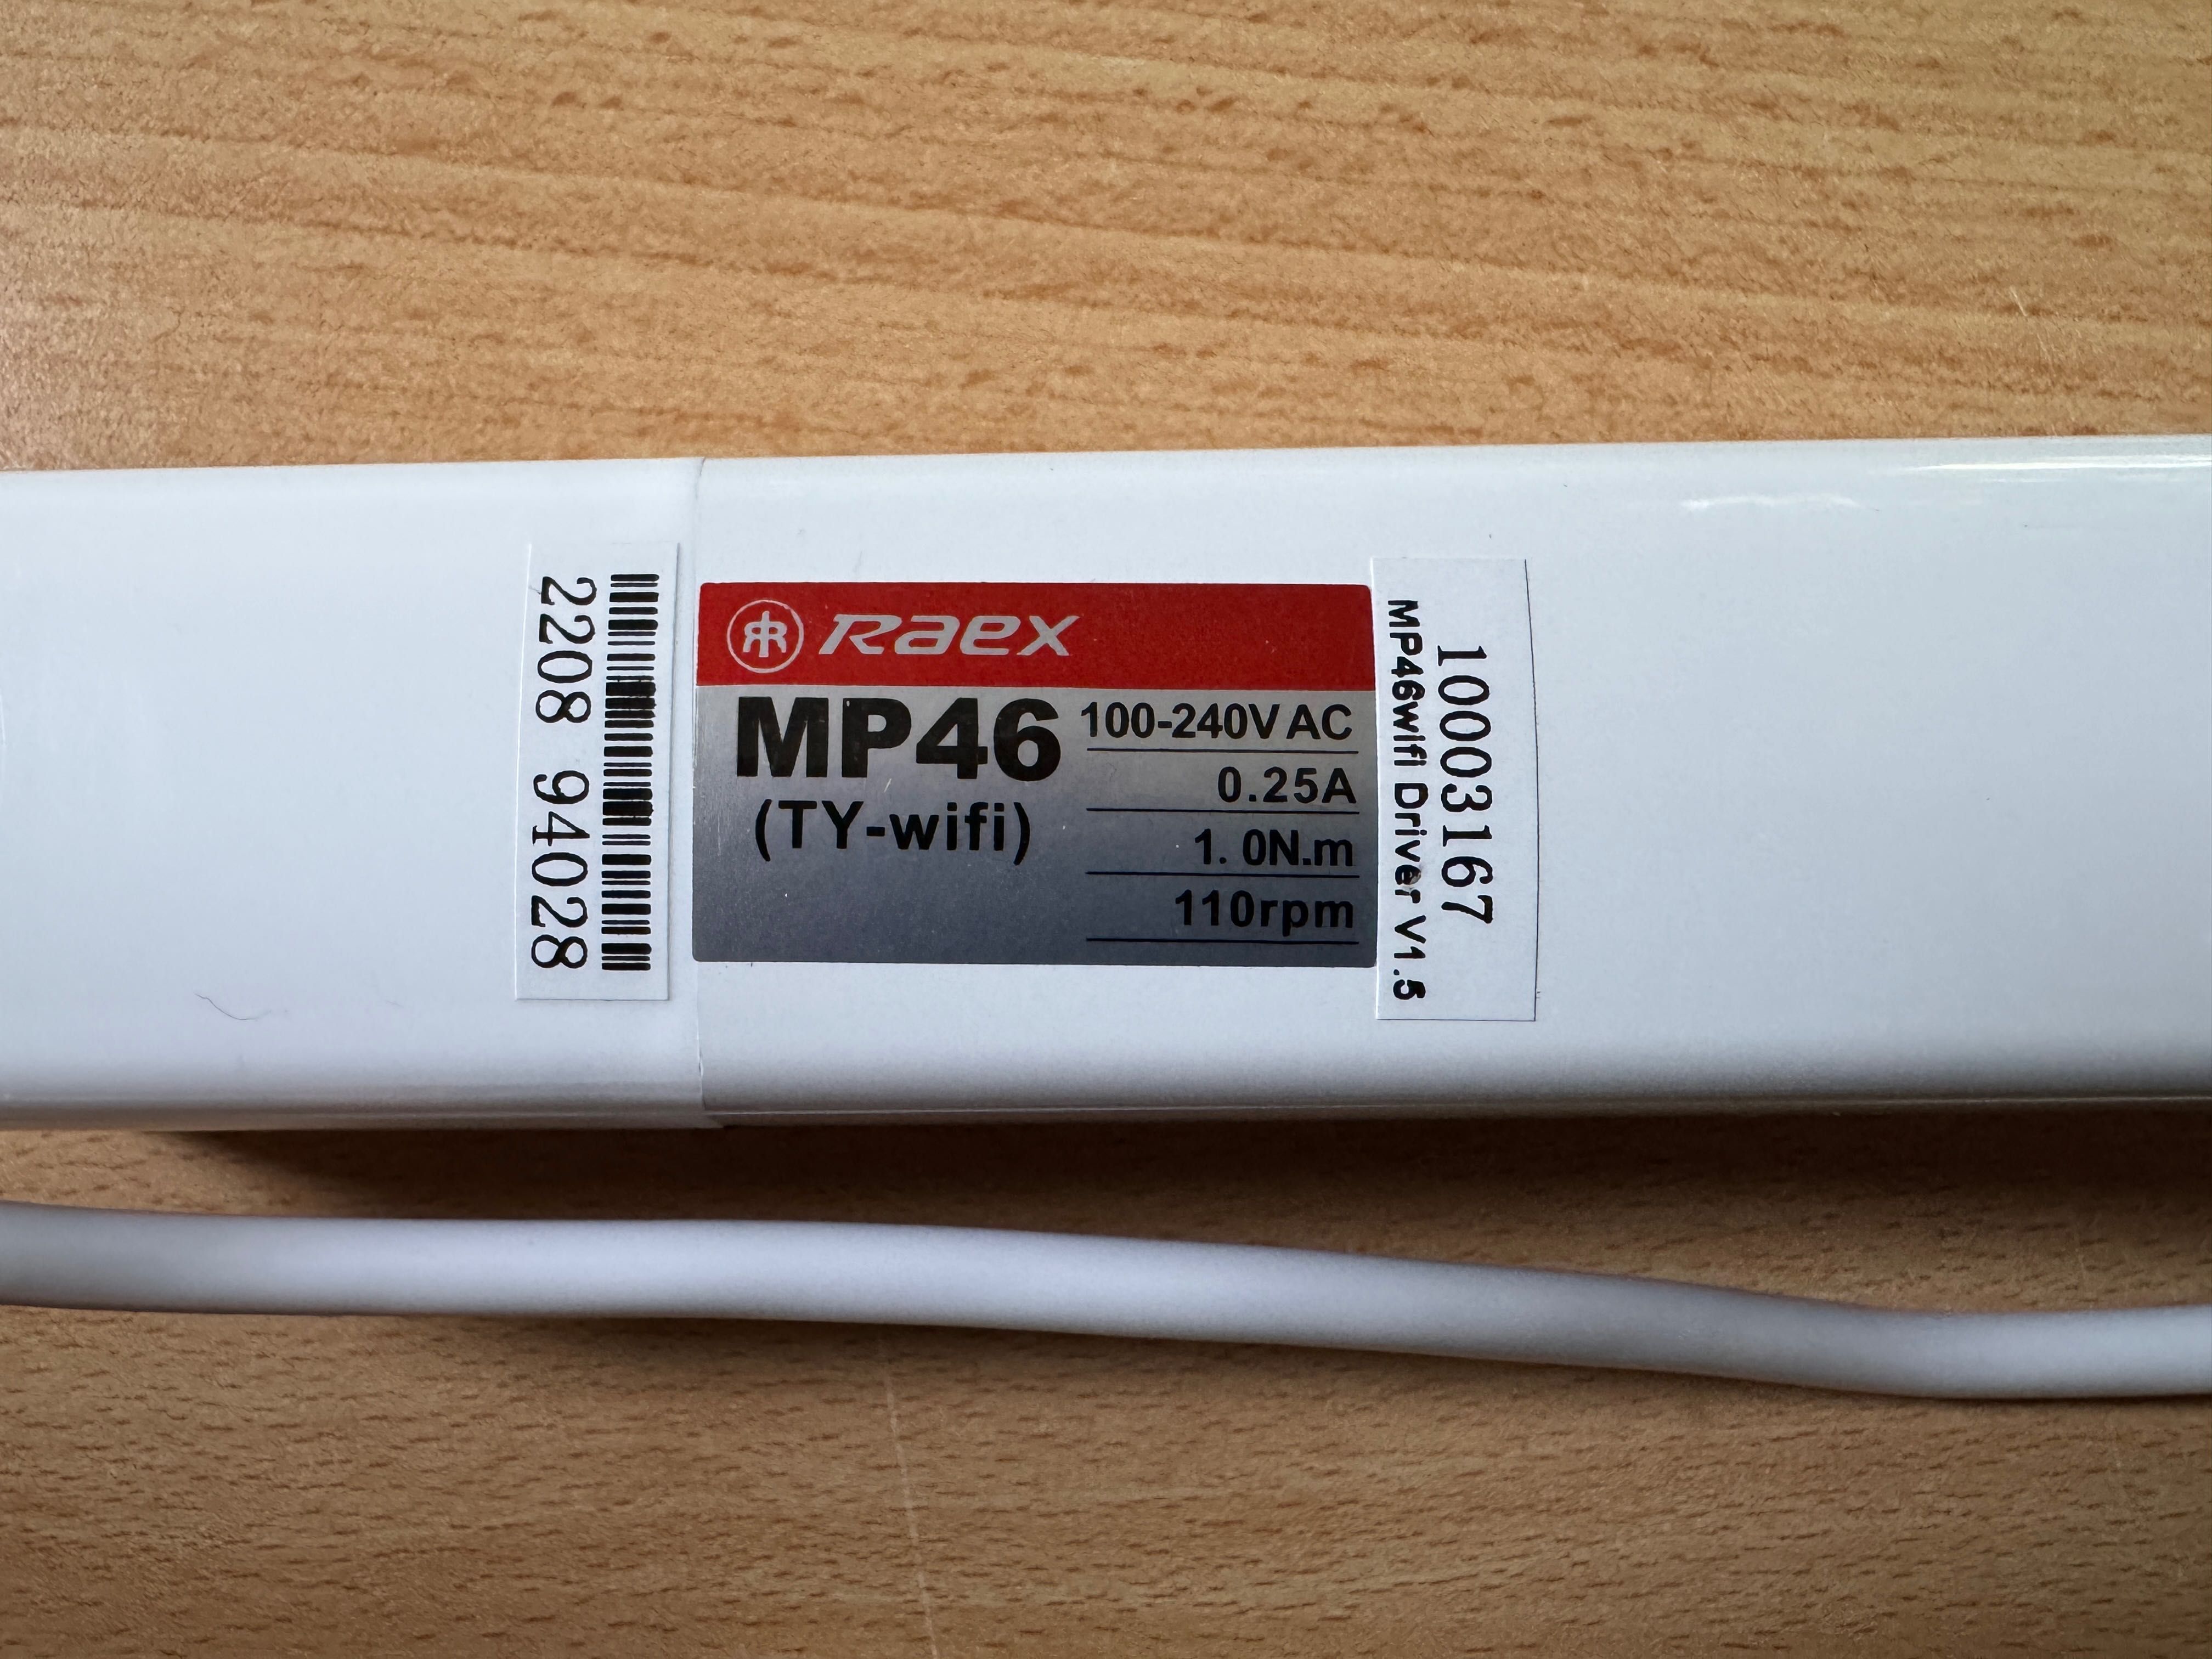 2208 94028
Raex
MP46
(TY-wifi)
100-240V AC
0.25A
1.0N.m
110rpm
10003167
MP46wifi Driver V1.5